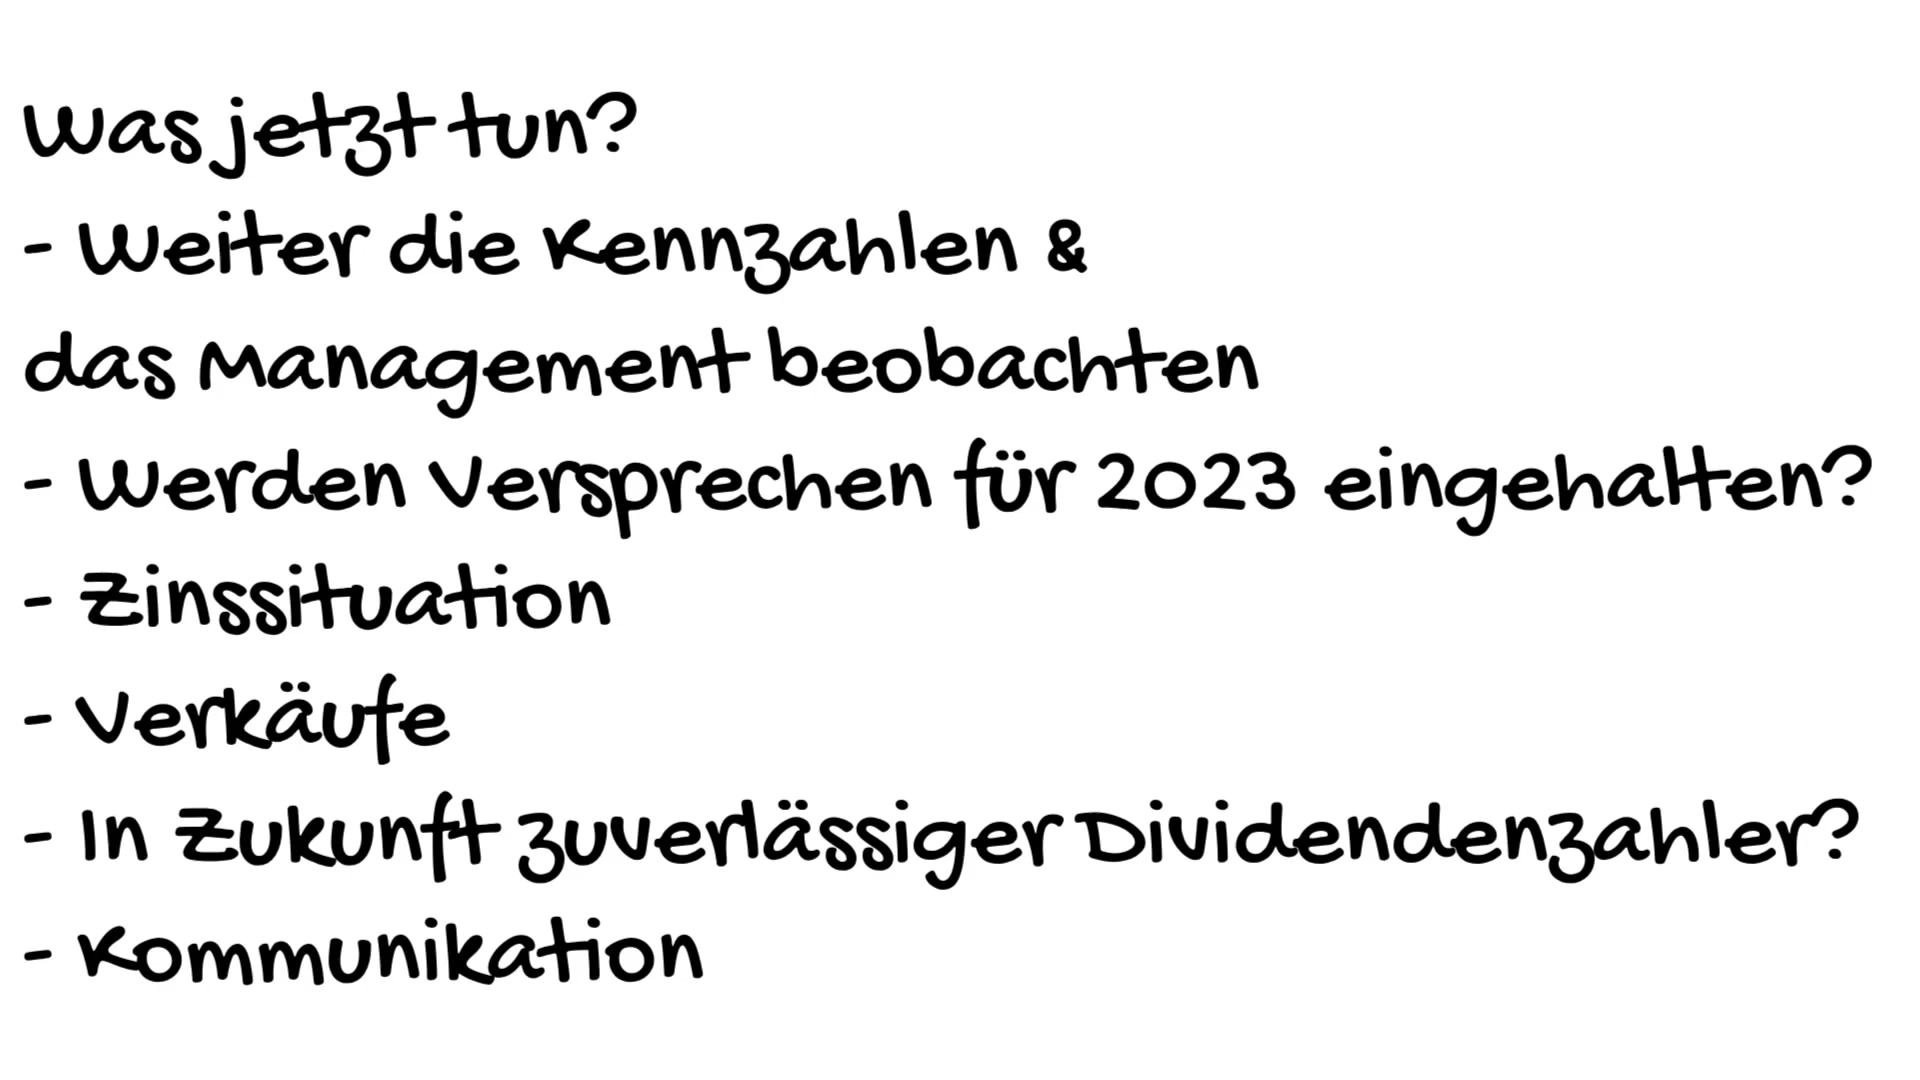 Was jetzt tun?
- Weiter die Kennzahlen &
das Management beobachten
- Werden Versprechen für 2023 eingehalten?
- Zinssituation
- Verkäufe
- In Zukunft zuverlässiger Dividendenzahler?
- Kommunikation